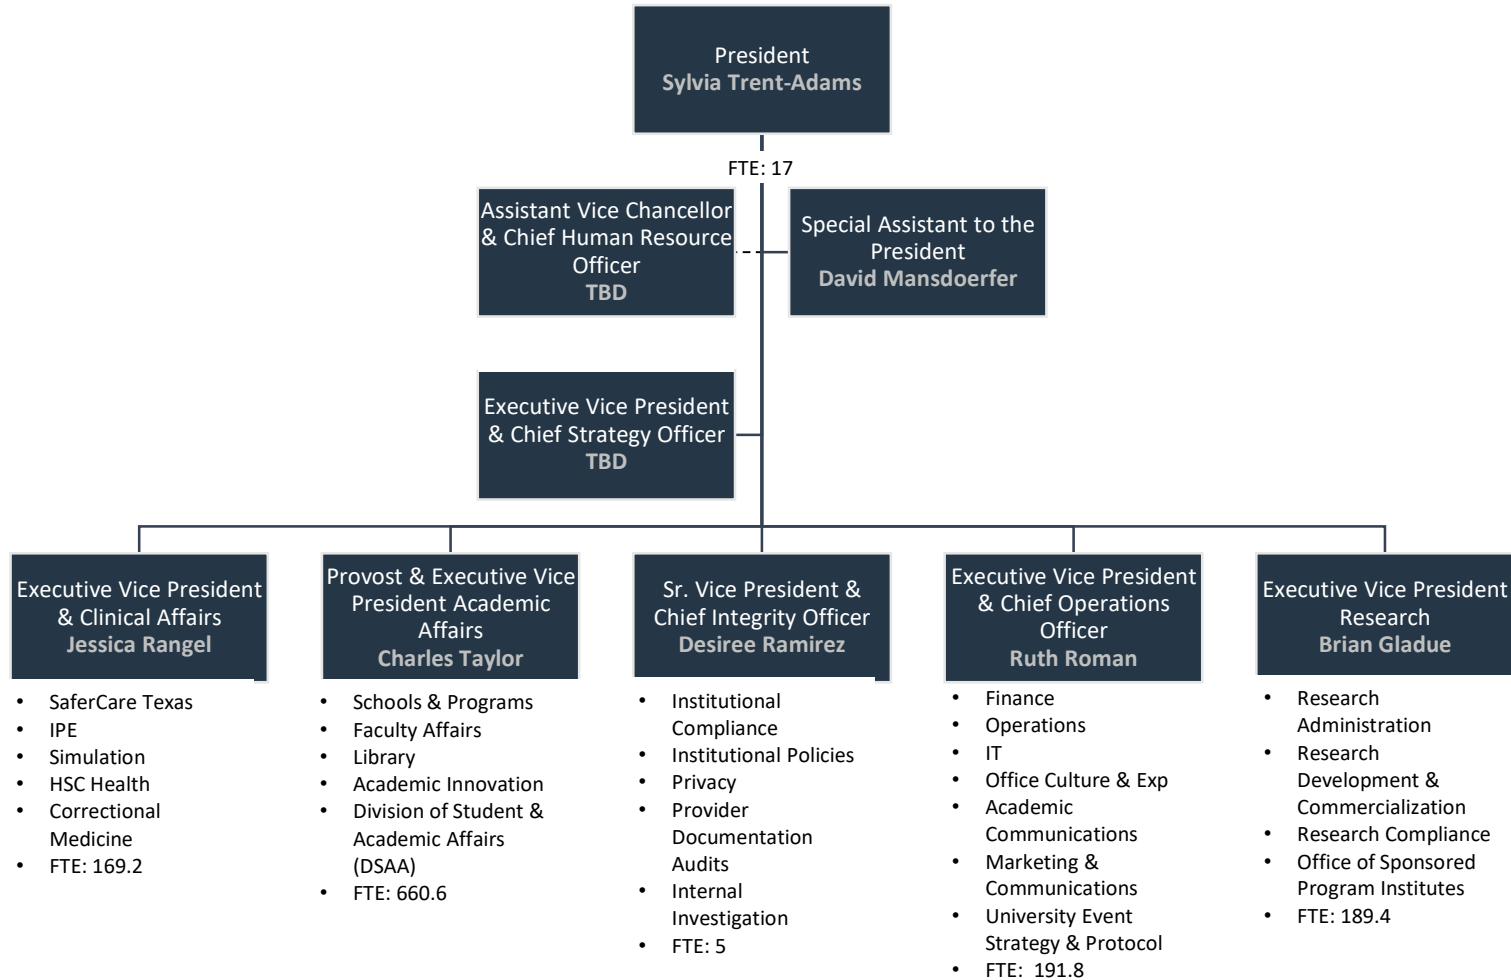 President
Sylvia Trent-Adams
FTE: 17
Assistant Vice Chancellor
& Chief Human Resource
Officer
TBD
Special Assistant to the
President
David Mansdoerfer
Executive Vice President
& Chief Strategy Officer
TBD
Executive Vice President
& Clinical Affairs
Jessica Rangel
• SaferCare Texas
• IPE
• Simulation
• HSC Health
• Correctional
Medicine
• FTE: 169.2
Provost & Executive Vice
President Academic
Affairs
Charles Taylor
• Schools & Programs
• Faculty Affairs
• Library
• Academic Innovation
• Division of Student &
Academic Affairs
(DSAA)
• FTE: 660.6
Sr. Vice President &
Chief Integrity Officer
Desiree Ramirez
• Institutional
Compliance
• Institutional Policies
• Privacy
• Provider
Documentation
Audits
• Internal
Investigation
• FTE: 5
Executive Vice President
& Chief Operations
Officer
Ruth Roman
• Finance
• Operations
• IT
• Office Culture & Exp
• Academic
Communications
• Marketing &
Communications
• University Event
Strategy & Protocol
• FTE: 191.8
Executive Vice President
Research
Brian Gladue
• Research
Administration
• Research
Development &
Commercialization
• Research Compliance
• Office of Sponsored
Program Institutes
• FTE: 189.4